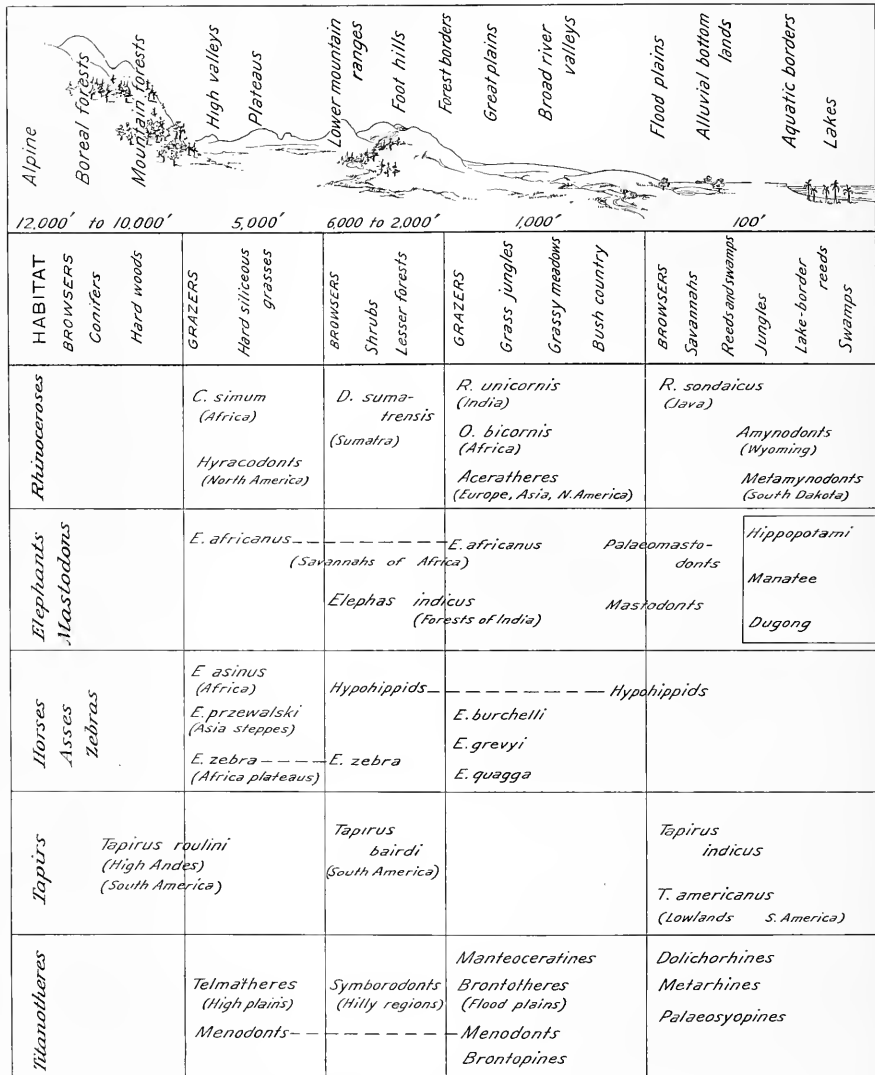 Alpine
Boreal forests
Mountain forests
High valleys
Plateaus
Lower mountain
ranges
Foot hills
Forest borders
Great plains
Broad river
valleys
Flood plains
Alluvial bottom
lands
Aquatic borders
Lakes
12,000' to 10,000'
5,000'
6,000 to 2,000'
1,000'
100'
HABITAT
BROWSERS
Conifers
Hard woods
GRAZERS
Hard siliceous
grasses
BROWSERS
Shrubs
Lesser forests
GRAZERS
Grass jungles
Grassy meadows
Bush country
BROWSERS
Savannahs
Reeds and swamps
Jungles
Lake-border
reeds
Swamps
Rhinoceroses
C. simum
(Africa)
Hyracodonts
(North America)
D. suma-
trensis
(Sumatra)
R. unicornis
(India)
O. bicornis
(Africa)
Aceratheres
(Europe, Asia, N. America)
R. sondaicus
(Java)
Amynodonts
(Wyoming)
Metamynodonts
(South Dakota)
Elephants
Mastodons
E. africanus
E. africanus
(Savannahs of Africa)
Elephas indicus
(Forests of India)
Palaeomasto-
donts
Mastodonts
Hippopotami
Manatee
Dugong
Horses
Asses
Zebras
E asinus
(Africa)
E. przewalski
(Asia steppes)
E. zebra
(Africa plateaus)
Hypohippids
E. zebra
E. burchelli
E. grevyi
E. quagga
Hypohippids
Tapirs
Tapirus roulini
(High Andes)
(South America)
Tapirus
bairdi
(South America)
Tapirus
indicus
T. americanus
(Lowlands S. America)
Titanotheres
Telmatheres
(High plains)
Menodonts
Symborodonts
(Hilly regions)
Manteoceratines
Brontotheres
(Flood plains)
Menodonts
Brontopines
Dolichorhines
Metarhines
Palaeosyopines